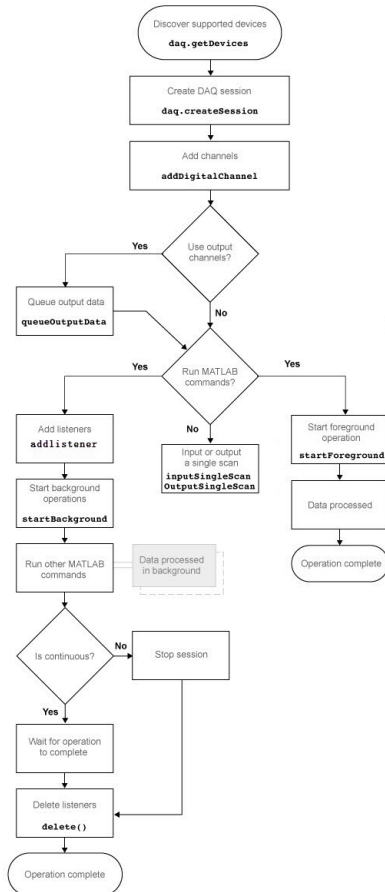 Discover supported devices
daq.getDevices
Create DAQ session
daq.createSession
Add channels
addDigitalChannel
Yes
Use output
channels?
Queue output data
queueOutputData
No
Yes
Run MATLAB
commands?
Yes
Add listeners
addlistener
No
Input or output
a single scan
inputSingleScan
OutputSingleScan
Start foreground
operation
startForeground
Start background
operations
startBackground
Data processed
Run other MATLAB
commands
Data processed
in background
Operation complete
Is continuous?
No
Stop session
Yes
Wait for operation
to complete
Delete listeners
delete()
Operation complete